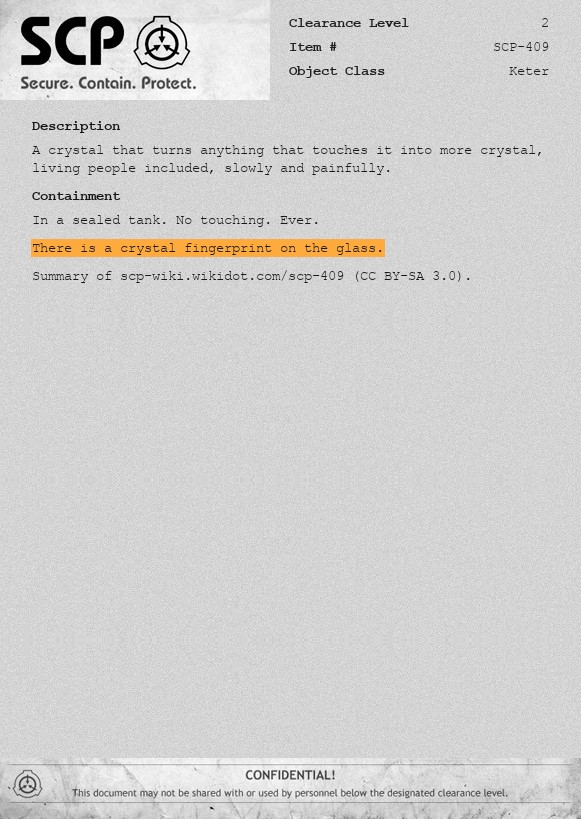 SCP
Secure. Contain. Protect.
Clearance Level 2
Item # SCP-409
Object Class Keter
Description
A crystal that turns anything that touches it into more crystal,
living people included, slowly and painfully.
Containment
In a sealed tank. No touching. Ever.
There is a crystal fingerprint on the glass.
Summary of scp-wiki.wikidot.com/scp-409 (CC BY-SA 3.0).
CONFIDENTIAL!
This document may not be shared with or used by personnel below the designated clearance level.